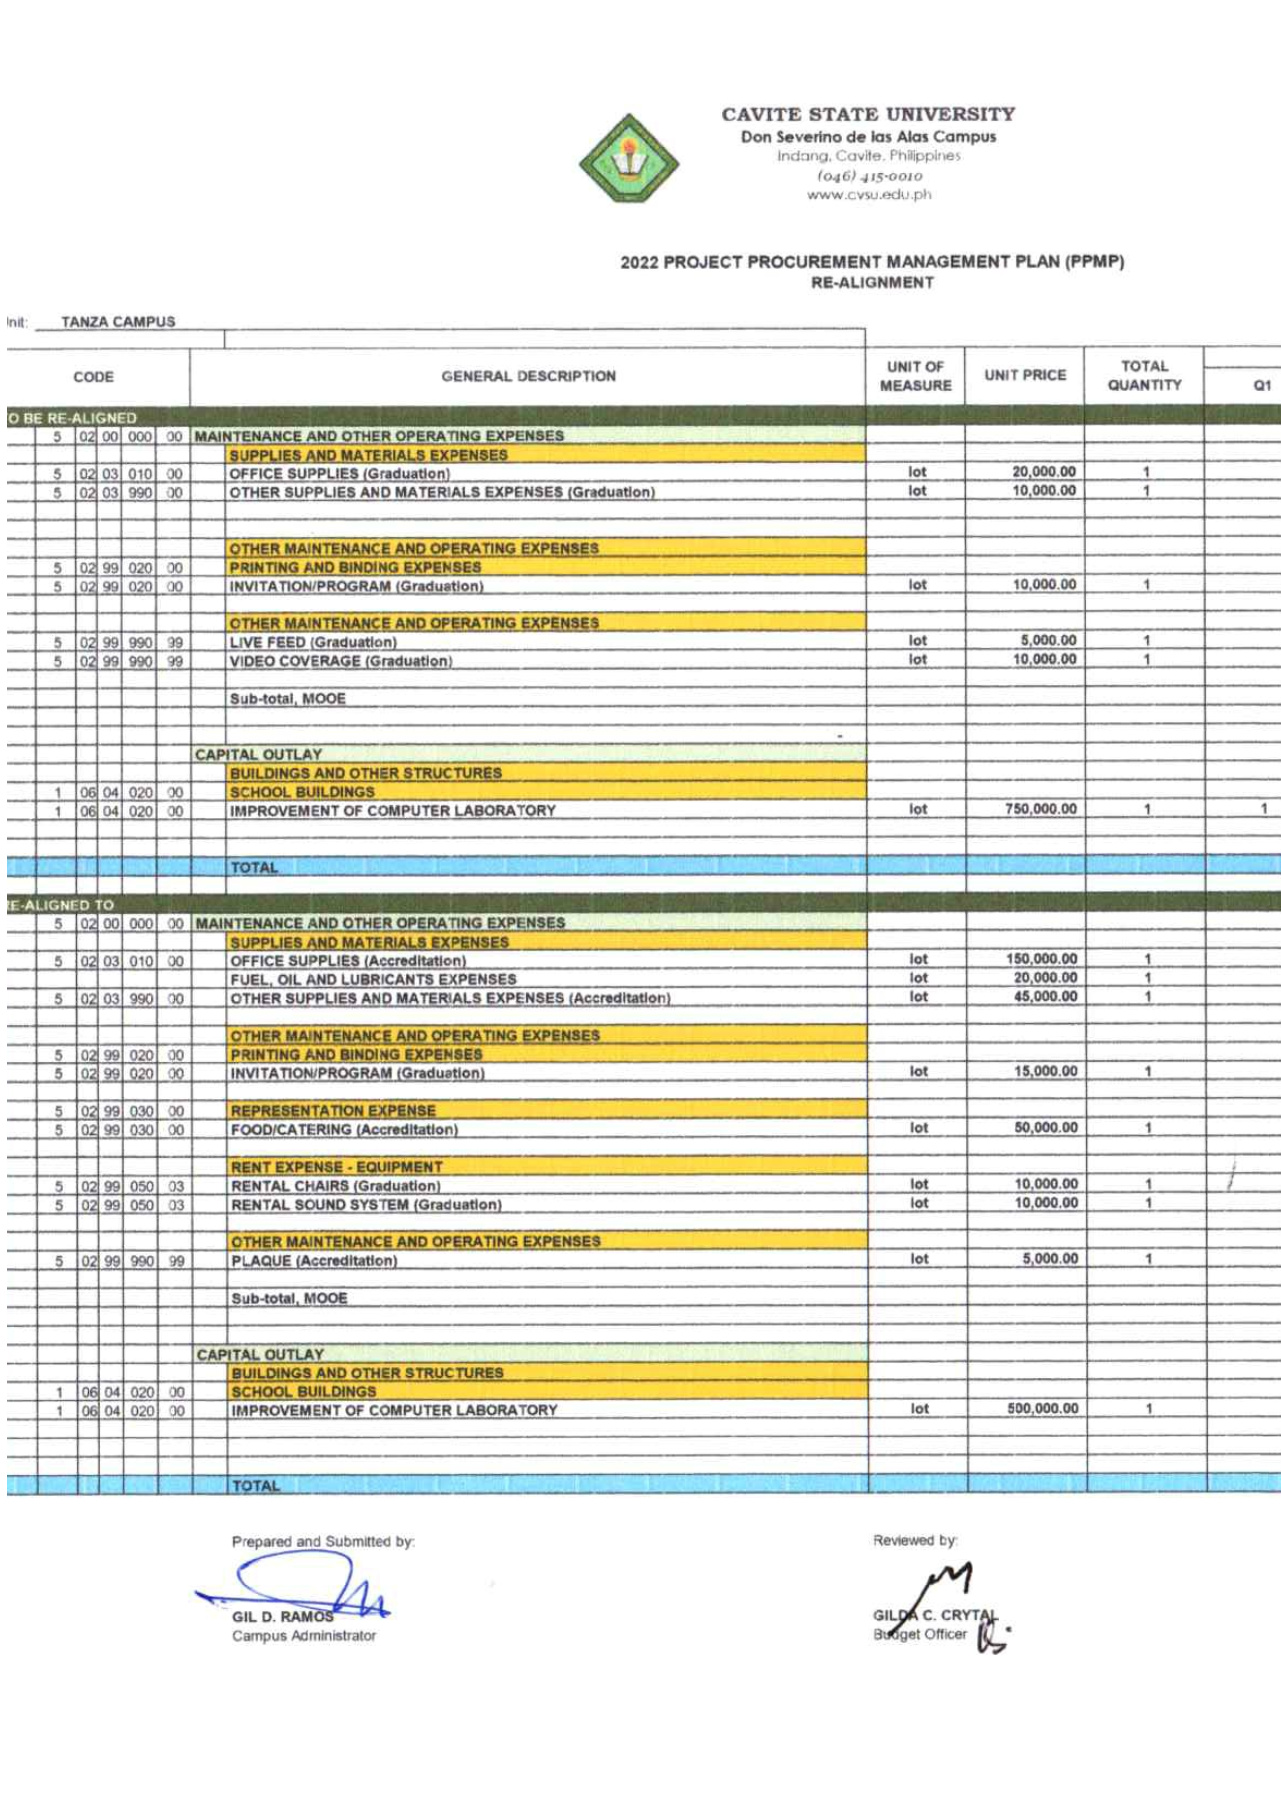 CAVITE STATE UNIVERSITY
Don Severino de las Alas Campus
Indang, Cavite, Philippines
(046) 415-0010
www.cvsu.edu.ph
2022 PROJECT PROCUREMENT MANAGEMENT PLAN (PPMP)
RE-ALIGNMENT
nit: TANZA CAMPUS
CODE GENERAL DESCRIPTION UNIT OF MEASURE UNIT PRICE TOTAL QUANTITY Q1
O BE RE-ALIGNED
5 02 00 000 00 MAINTENANCE AND OTHER OPERATING EXPENSES
SUPPLIES AND MATERIALS EXPENSES
5 02 03 010 00 OFFICE SUPPLIES (Graduation) lot 20,000.00 1
5 02 03 990 00 OTHER SUPPLIES AND MATERIALS EXPENSES (Graduation) lot 10,000.00 1
OTHER MAINTENANCE AND OPERATING EXPENSES
5 02 99 020 00 PRINTING AND BINDING EXPENSES
5 02 99 020 00 INVITATION/PROGRAM (Graduation) lot 10,000.00 1
OTHER MAINTENANCE AND OPERATING EXPENSES
5 02 99 990 99 LIVE FEED (Graduation) lot 5,000.00 1
5 02 99 990 99 VIDEO COVERAGE (Graduation) lot 10,000.00 1
Sub-total, MOOE
CAPITAL OUTLAY
BUILDINGS AND OTHER STRUCTURES
1 06 04 020 00 SCHOOL BUILDINGS
1 06 04 020 00 IMPROVEMENT OF COMPUTER LABORATORY lot 750,000.00 1 1
TOTAL
E-ALIGNED TO
5 02 00 000 00 MAINTENANCE AND OTHER OPERATING EXPENSES
SUPPLIES AND MATERIALS EXPENSES
5 02 03 010 00 OFFICE SUPPLIES (Accreditation) lot 150,000.00 1
FUEL, OIL AND LUBRICANTS EXPENSES lot 20,000.00 1
5 02 03 990 00 OTHER SUPPLIES AND MATERIALS EXPENSES (Accreditation) lot 45,000.00 1
OTHER MAINTENANCE AND OPERATING EXPENSES
5 02 99 020 00 PRINTING AND BINDING EXPENSES
5 02 99 020 00 INVITATION/PROGRAM (Graduation) lot 15,000.00 1
5 02 99 030 00 REPRESENTATION EXPENSE
5 02 99 030 00 FOOD/CATERING (Accreditation) lot 50,000.00 1
RENT EXPENSE - EQUIPMENT
5 02 99 050 03 RENTAL CHAIRS (Graduation) lot 10,000.00 1
5 02 99 050 03 RENTAL SOUND SYSTEM (Graduation) lot 10,000.00 1
OTHER MAINTENANCE AND OPERATING EXPENSES
5 02 99 990 99 PLAQUE (Accreditation) lot 5,000.00 1
Sub-total, MOOE
CAPITAL OUTLAY
BUILDINGS AND OTHER STRUCTURES
1 06 04 020 00 SCHOOL BUILDINGS
1 06 04 020 00 IMPROVEMENT OF COMPUTER LABORATORY lot 500,000.00 1
TOTAL
Prepared and Submitted by: Reviewed by:
GIL D. RAMOS GILDA C. CRYTAL
Campus Administrator Budget Officer